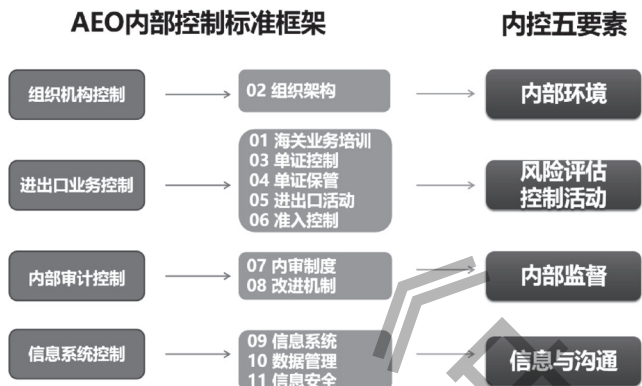 AEO内部控制标准框架
内控五要素
组织机构控制
02 组织架构
内部环境
进出口业务控制
01 海关业务培训
03 单证控制
04 单证保管
05 进出口活动
06 准入控制
风险评估
控制活动
内部审计控制
07 内审制度
08 改进机制
内部监督
信息系统控制
09 信息系统
10 数据管理
11 信息安全
信息与沟通